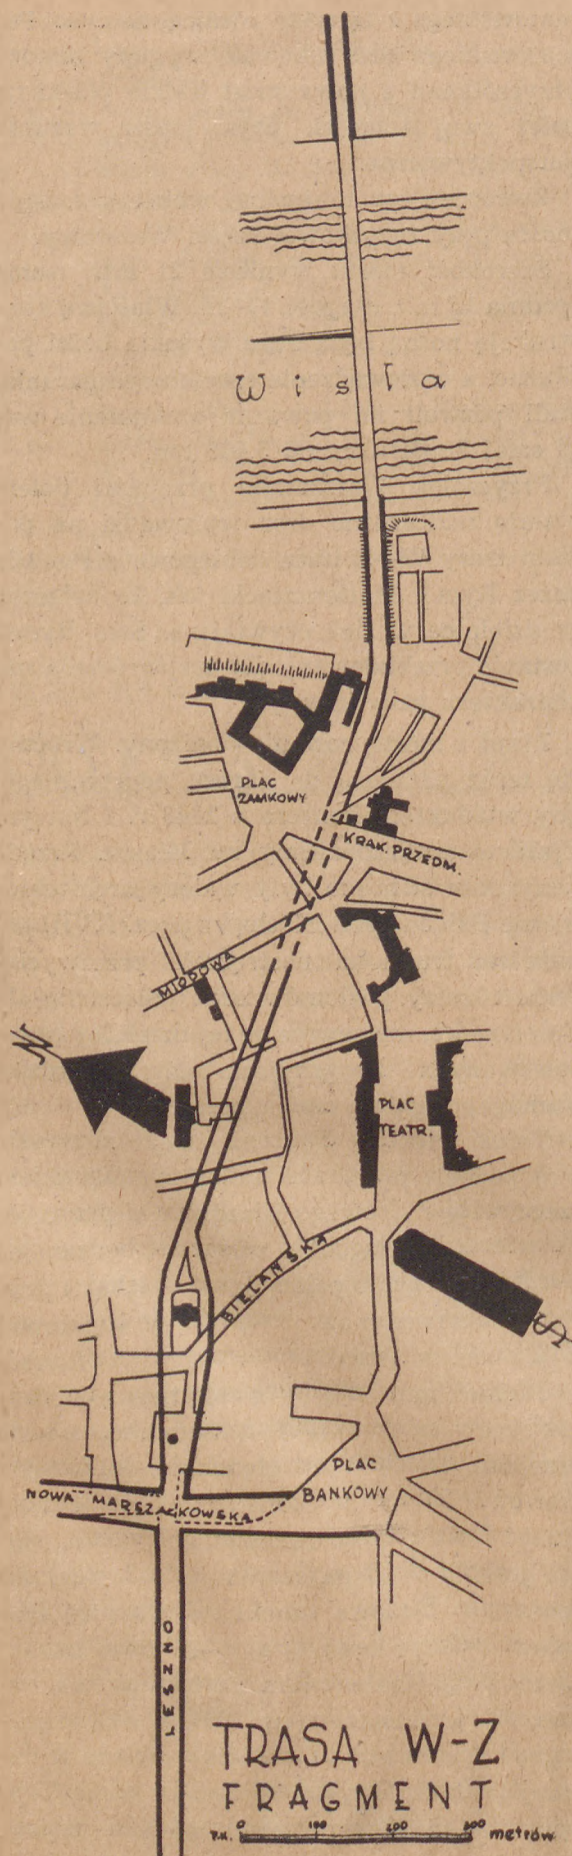 Wisła
PLAC
ZAMKOWY
KRAK. PRZEDM.
MIODOWA
N
PLAC
TEATR.
BIELAŃSKA
S
PLAC
BANKOWY
NOWA MARSZAŁKOWSKA
LESZNO
TRASA W-Z
FRAGMENT
0 100 200 300 metrów